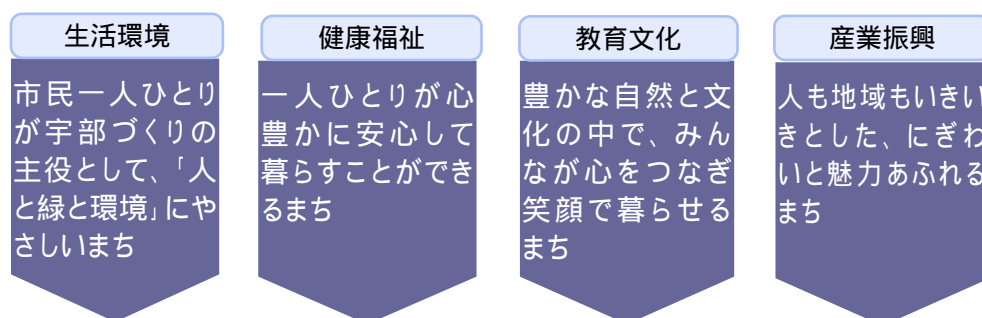 生活環境
市民一人ひとり
が宇部づくりの
主役として、「人
と緑と環境」にや
さしいまち
健康福祉
一人ひとりが心
豊かに安心して
暮らすことができ
るまち
教育文化
豊かな自然と文
化の中で、みん
なが心をつなぎ
笑顔で暮らせる
まち
産業振興
人も地域もいきい
きとした、にぎわ
いと魅力あふれる
まち